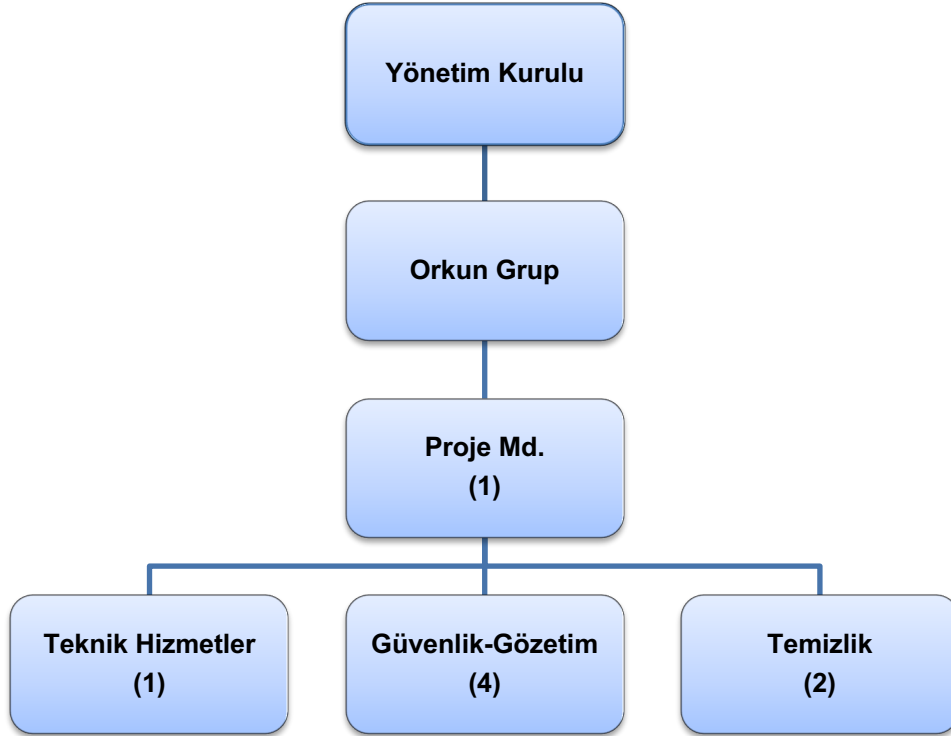 Yönetim Kurulu
Orkun Grup
Proje Md.
(1)
Teknik Hizmetler
(1)
Güvenlik-Gözetim
(4)
Temizlik
(2)